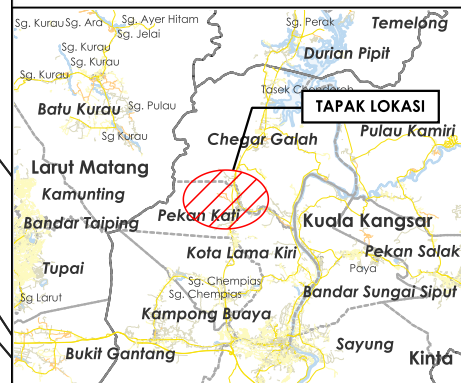 Sg. Kurau
Sg. Ara
Sg. Ayer Hitam
Sg. Jelai
Sg. Kurau
Sg. Kurau
Sg. Kurau
Batu Kurau
Sg. Pulau
Sg Kurau
Sg. Perak
Temelong
Durian Pipit
Tasek Chenderoh
TAPAK LOKASI
Chegar Galah
Pulau Kamiri
Larut Matang
Kamunting
Bandar Taiping
Pekan Kati
Kuala Kangsar
Tupai
Kota Lama Kiri
Pekan Salak
Paya
Sg Larut
Sg. Chempias
Sg. Chempias
Bandar Sungai Siput
Kampong Buaya
Bukit Gantang
Sayung
Kinta